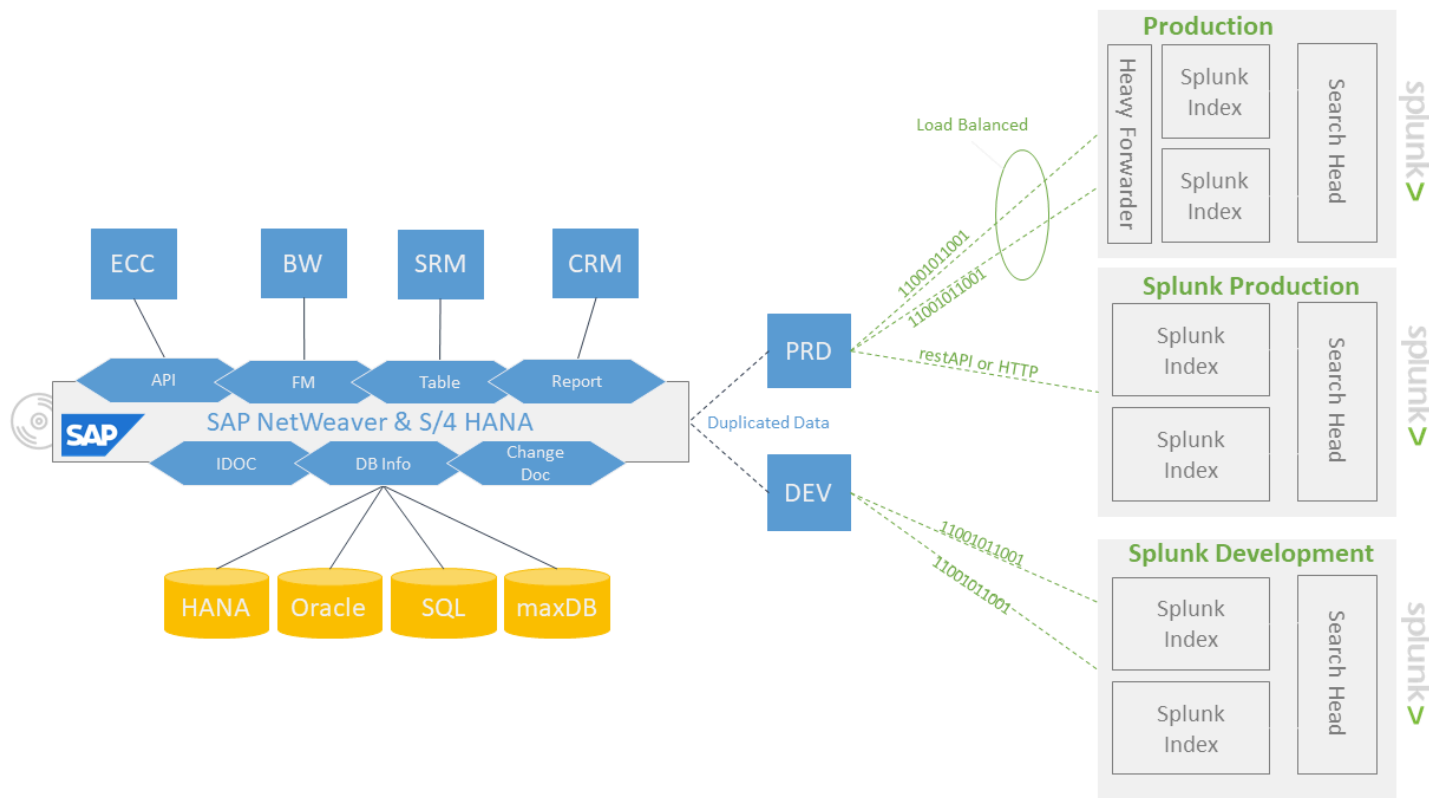 Production
Heavy Forwarder
Splunk
Index
Splunk
Index
Search Head
splunk>
Load Balanced
11001011001
11001011001
ECC
BW
SRM
CRM
API
FM
Table
Report
SAP
SAP NetWeaver & S/4 HANA
IDOC
DB Info
Change
Doc
HANA
Oracle
SQL
maxDB
Duplicated Data
PRD
DEV
restAPI or HTTP
Splunk Production
Splunk
Index
Splunk
Index
Search Head
splunk>
11001011001
11001011001
Splunk Development
Splunk
Index
Splunk
Index
Search Head
splunk>